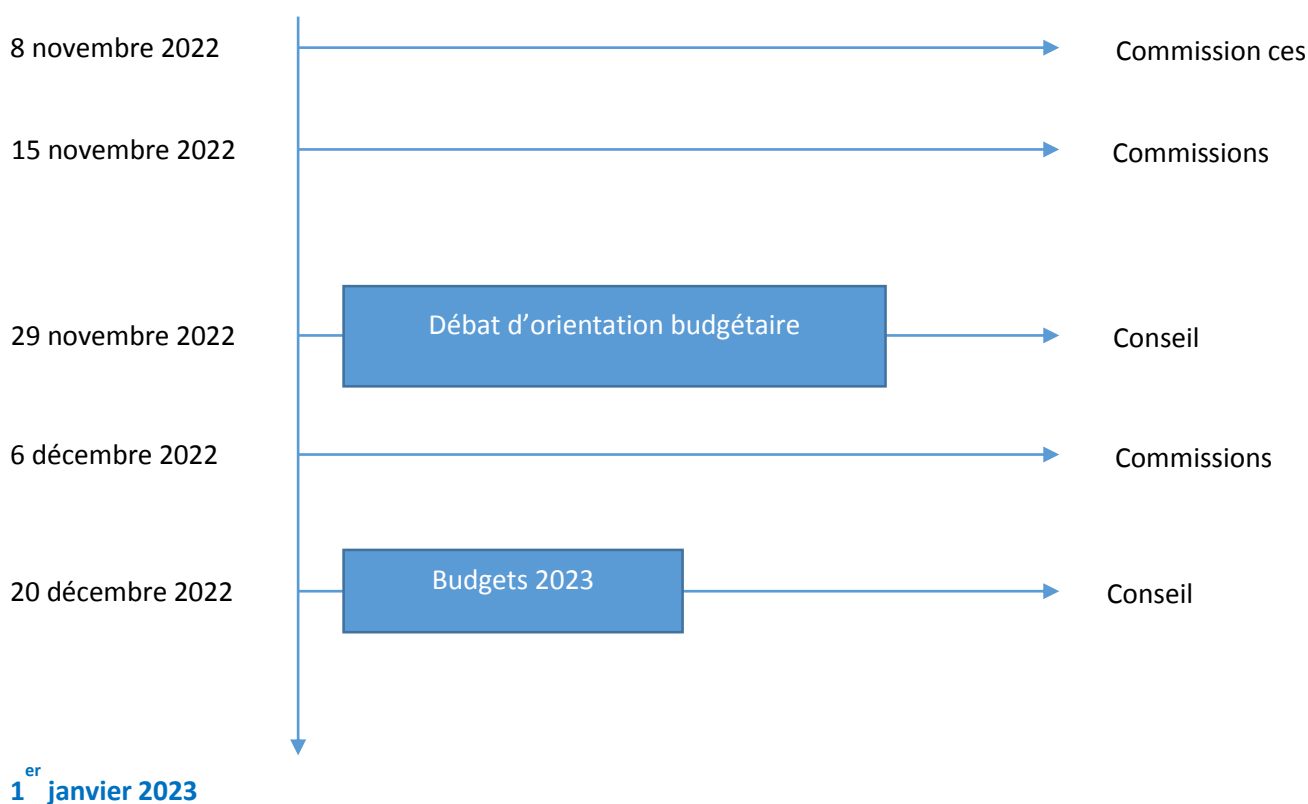 8 novembre 2022
Commission ces
15 novembre 2022
Commissions
29 novembre 2022
Débat d’orientation budgétaire
Conseil
6 décembre 2022
Commissions
20 décembre 2022
Budgets 2023
Conseil
1er janvier 2023